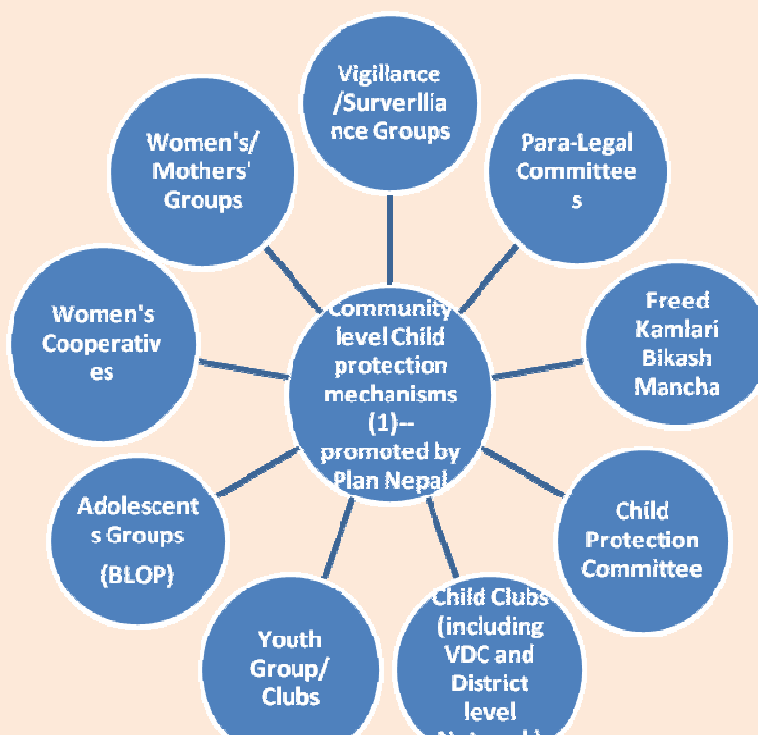 Vigillance
/Surverllia
nce Groups
Para-Legal
Committee
s
Freed
Kamlari
Bikash
Mancha
Child
Protection
Committee
Child Clubs
(including
VDC and
District
level
Youth
Group/
Clubs
Adolescent
s Groups
(BLOP)
Women's
Cooperativ
es
Women's/
Mothers'
Groups
Community
level Child
protection
mechanisms
(1)--
promoted by
Plan Nepal